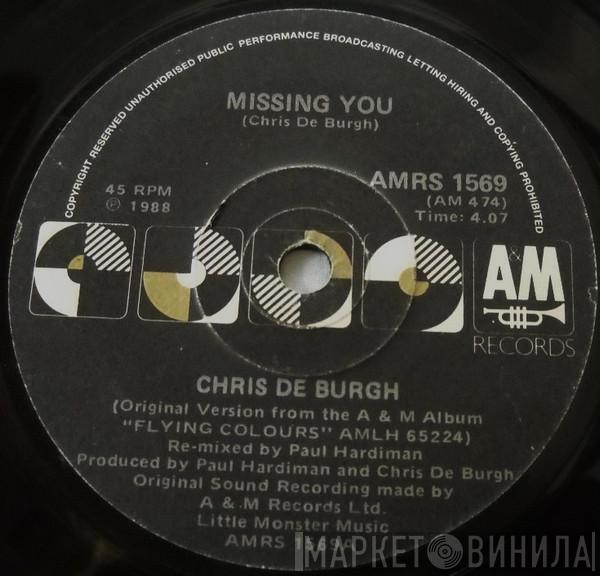 COPYRIGHT RESERVED UNAUTHORISED PUBLIC PERFORMANCE BROADCASTING LETTING HIRING AND COPYING PROHIBITED
MISSING YOU
(Chris De Burgh)
45 RPM
℗ 1988
AMRS 1569
(AM 474)
Time: 4.07
A&M
RECORDS
CHRIS DE BURGH
(Original Version from the A & M Album
"FLYING COLOURS" AMLH 65224)
Re-mixed by Paul Hardiman
Produced by Paul Hardiman and Chris De Burgh
Original Sound Recording made by
A & M Records Ltd.
Little Monster Music
AMRS 1569
МАРКЕТ ВИНИЛА